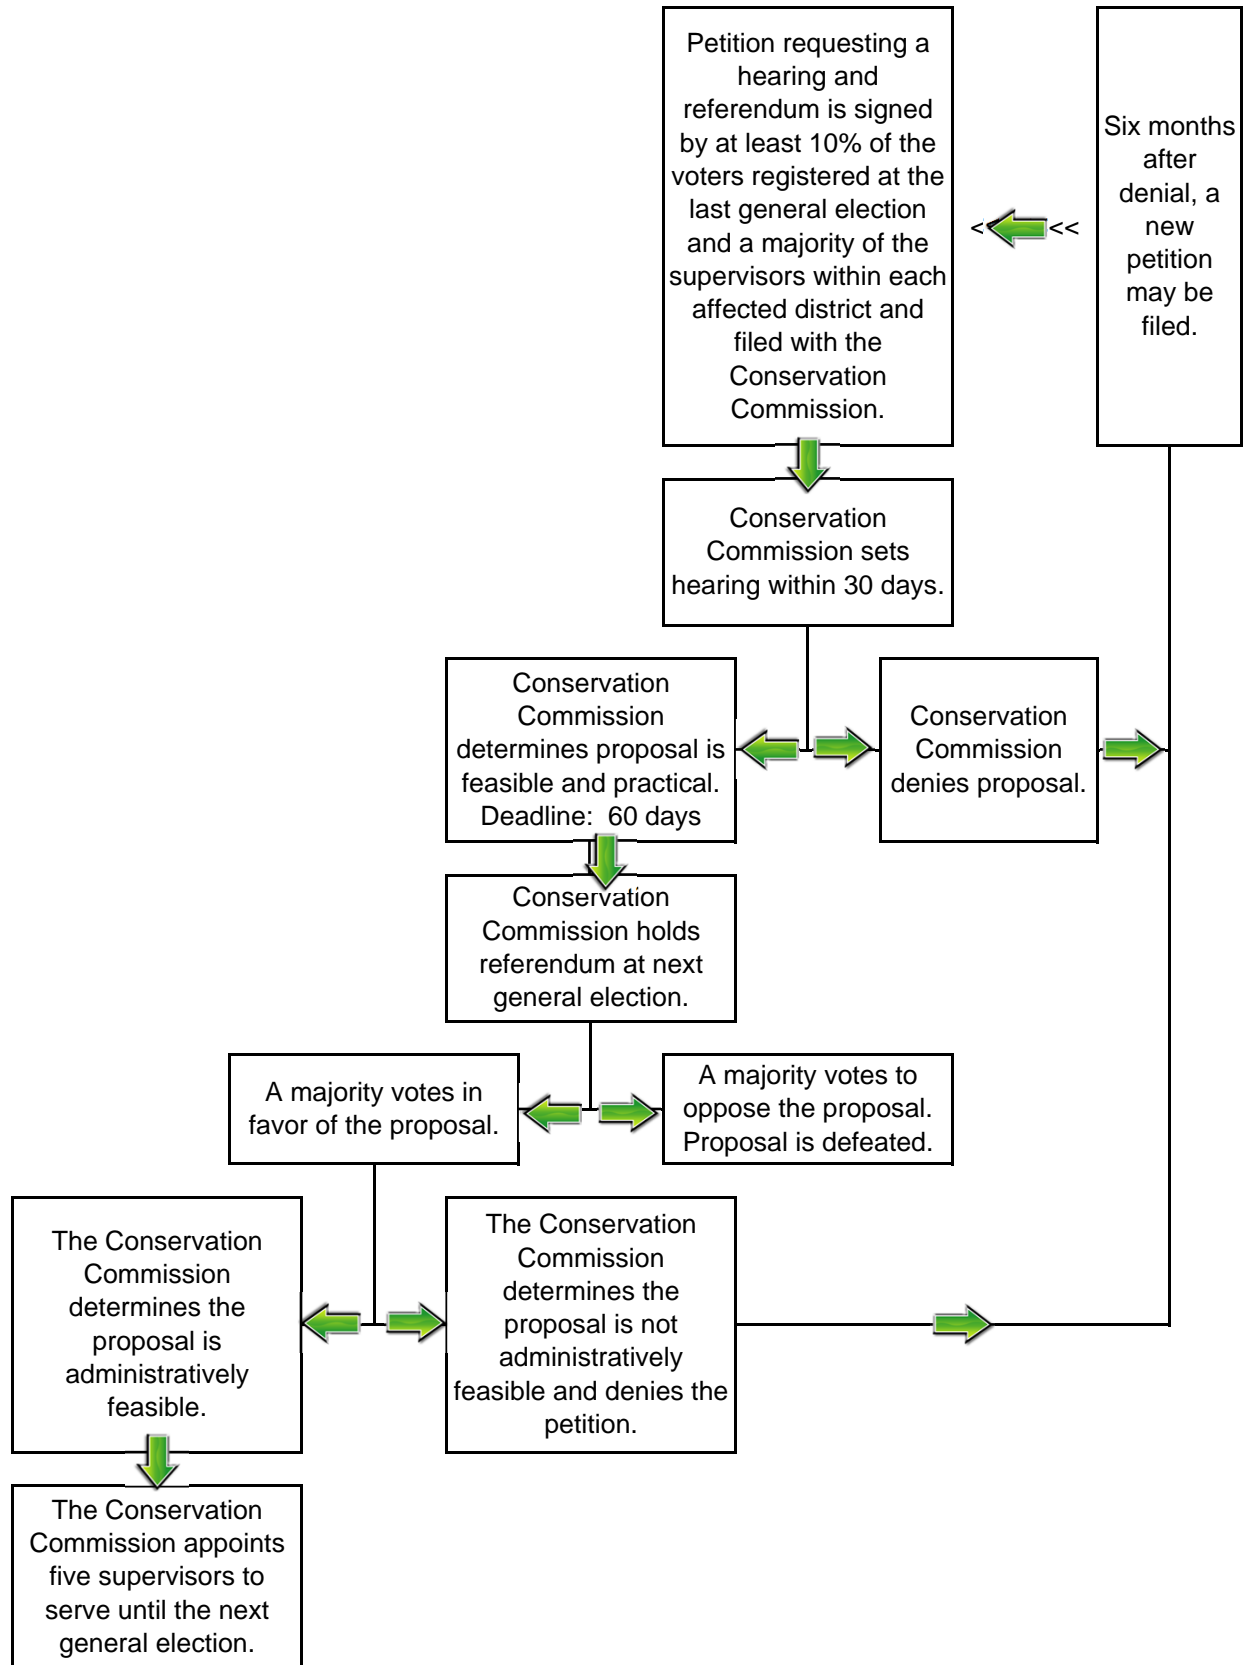 Petition requesting a
hearing and
referendum is signed
by at least 10% of the
voters registered at the
last general election
and a majority of the
supervisors within each
affected district and
filed with the
Conservation
Commission.
Six months
after
denial, a
new
petition
may be
filed.
< <<
Conservation
Commission sets
hearing within 30 days.
Conservation
Commission
determines proposal is
feasible and practical.
Deadline:  60 days
Conservation
Commission
denies proposal.
Conservation
Commission holds
referendum at next
general election.
A majority votes in
favor of the proposal.
A majority votes to
oppose the proposal.
Proposal is defeated.
The Conservation
Commission
determines the
proposal is
administratively
feasible.
The Conservation
Commission
determines the
proposal is not
administratively
feasible and denies the
petition.
The Conservation
Commission appoints
five supervisors to
serve until the next
general election.